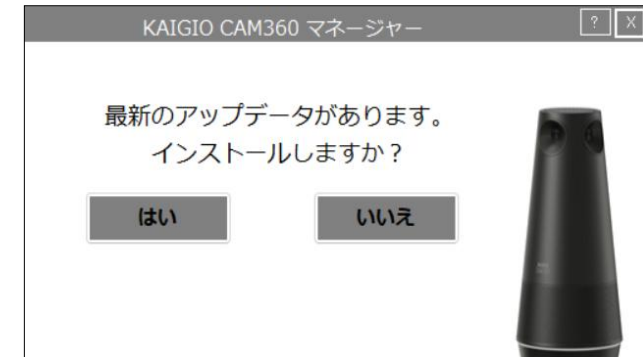 KAIGIO CAM360 マネージャー
? X
最新のアップデータがあります。
インストールしますか？
はい いいえ